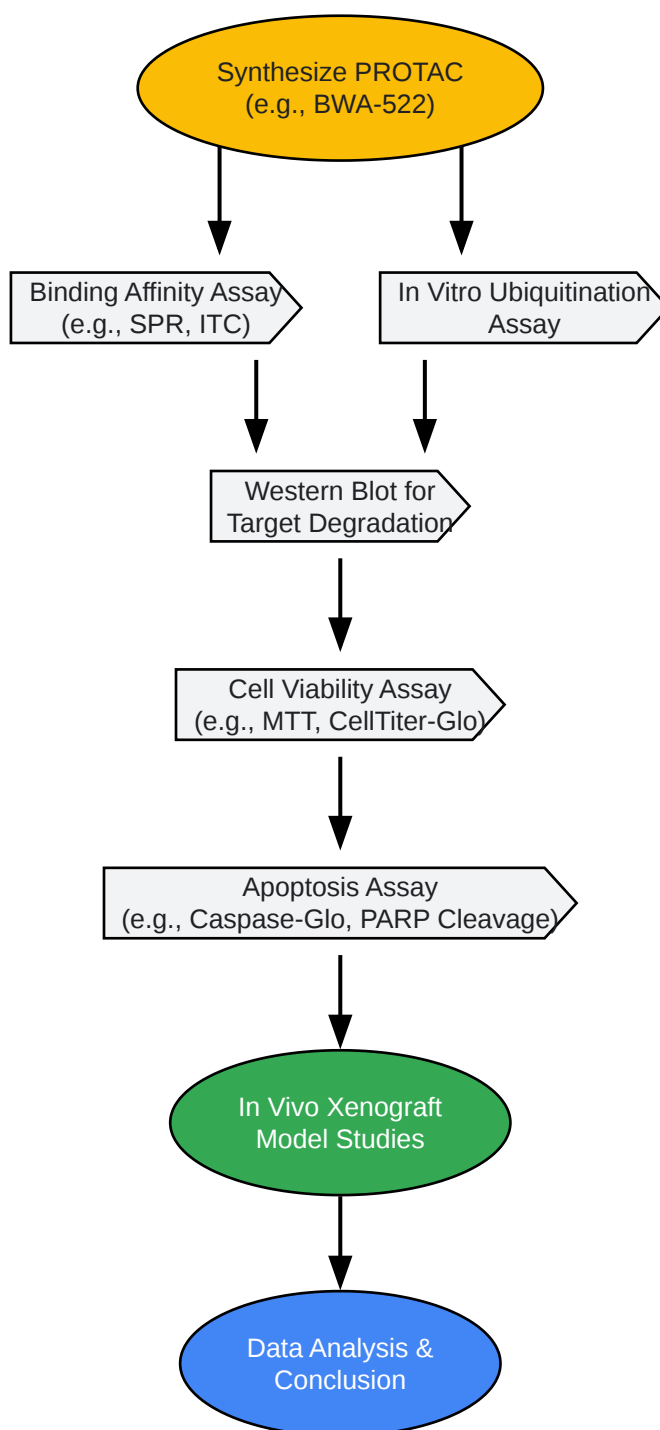 Synthesize PROTAC
(e.g., BWA-522)
Binding Affinity Assay
(e.g., SPR, ITC)
In Vitro Ubiquitination
Assay
Western Blot for
Target Degradation
Cell Viability Assay
(e.g., MTT, CellTiter-Glo)
Apoptosis Assay
(e.g., Caspase-Glo, PARP Cleavage)
In Vivo Xenograft
Model Studies
Data Analysis &
Conclusion